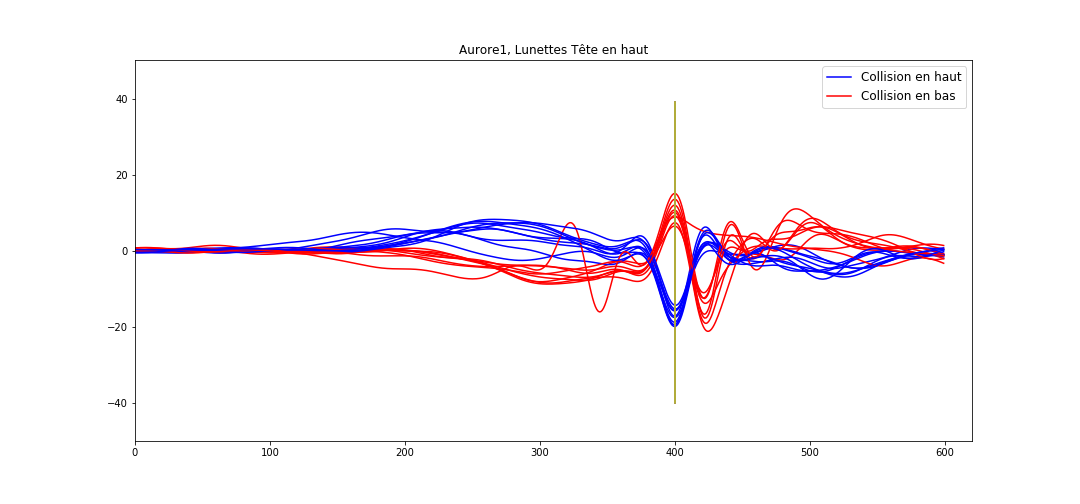 Aurore1, Lunettes Tête en haut
Collision en haut
Collision en bas
40
20
0
−20
−40
0 100 200 300 400 500 600